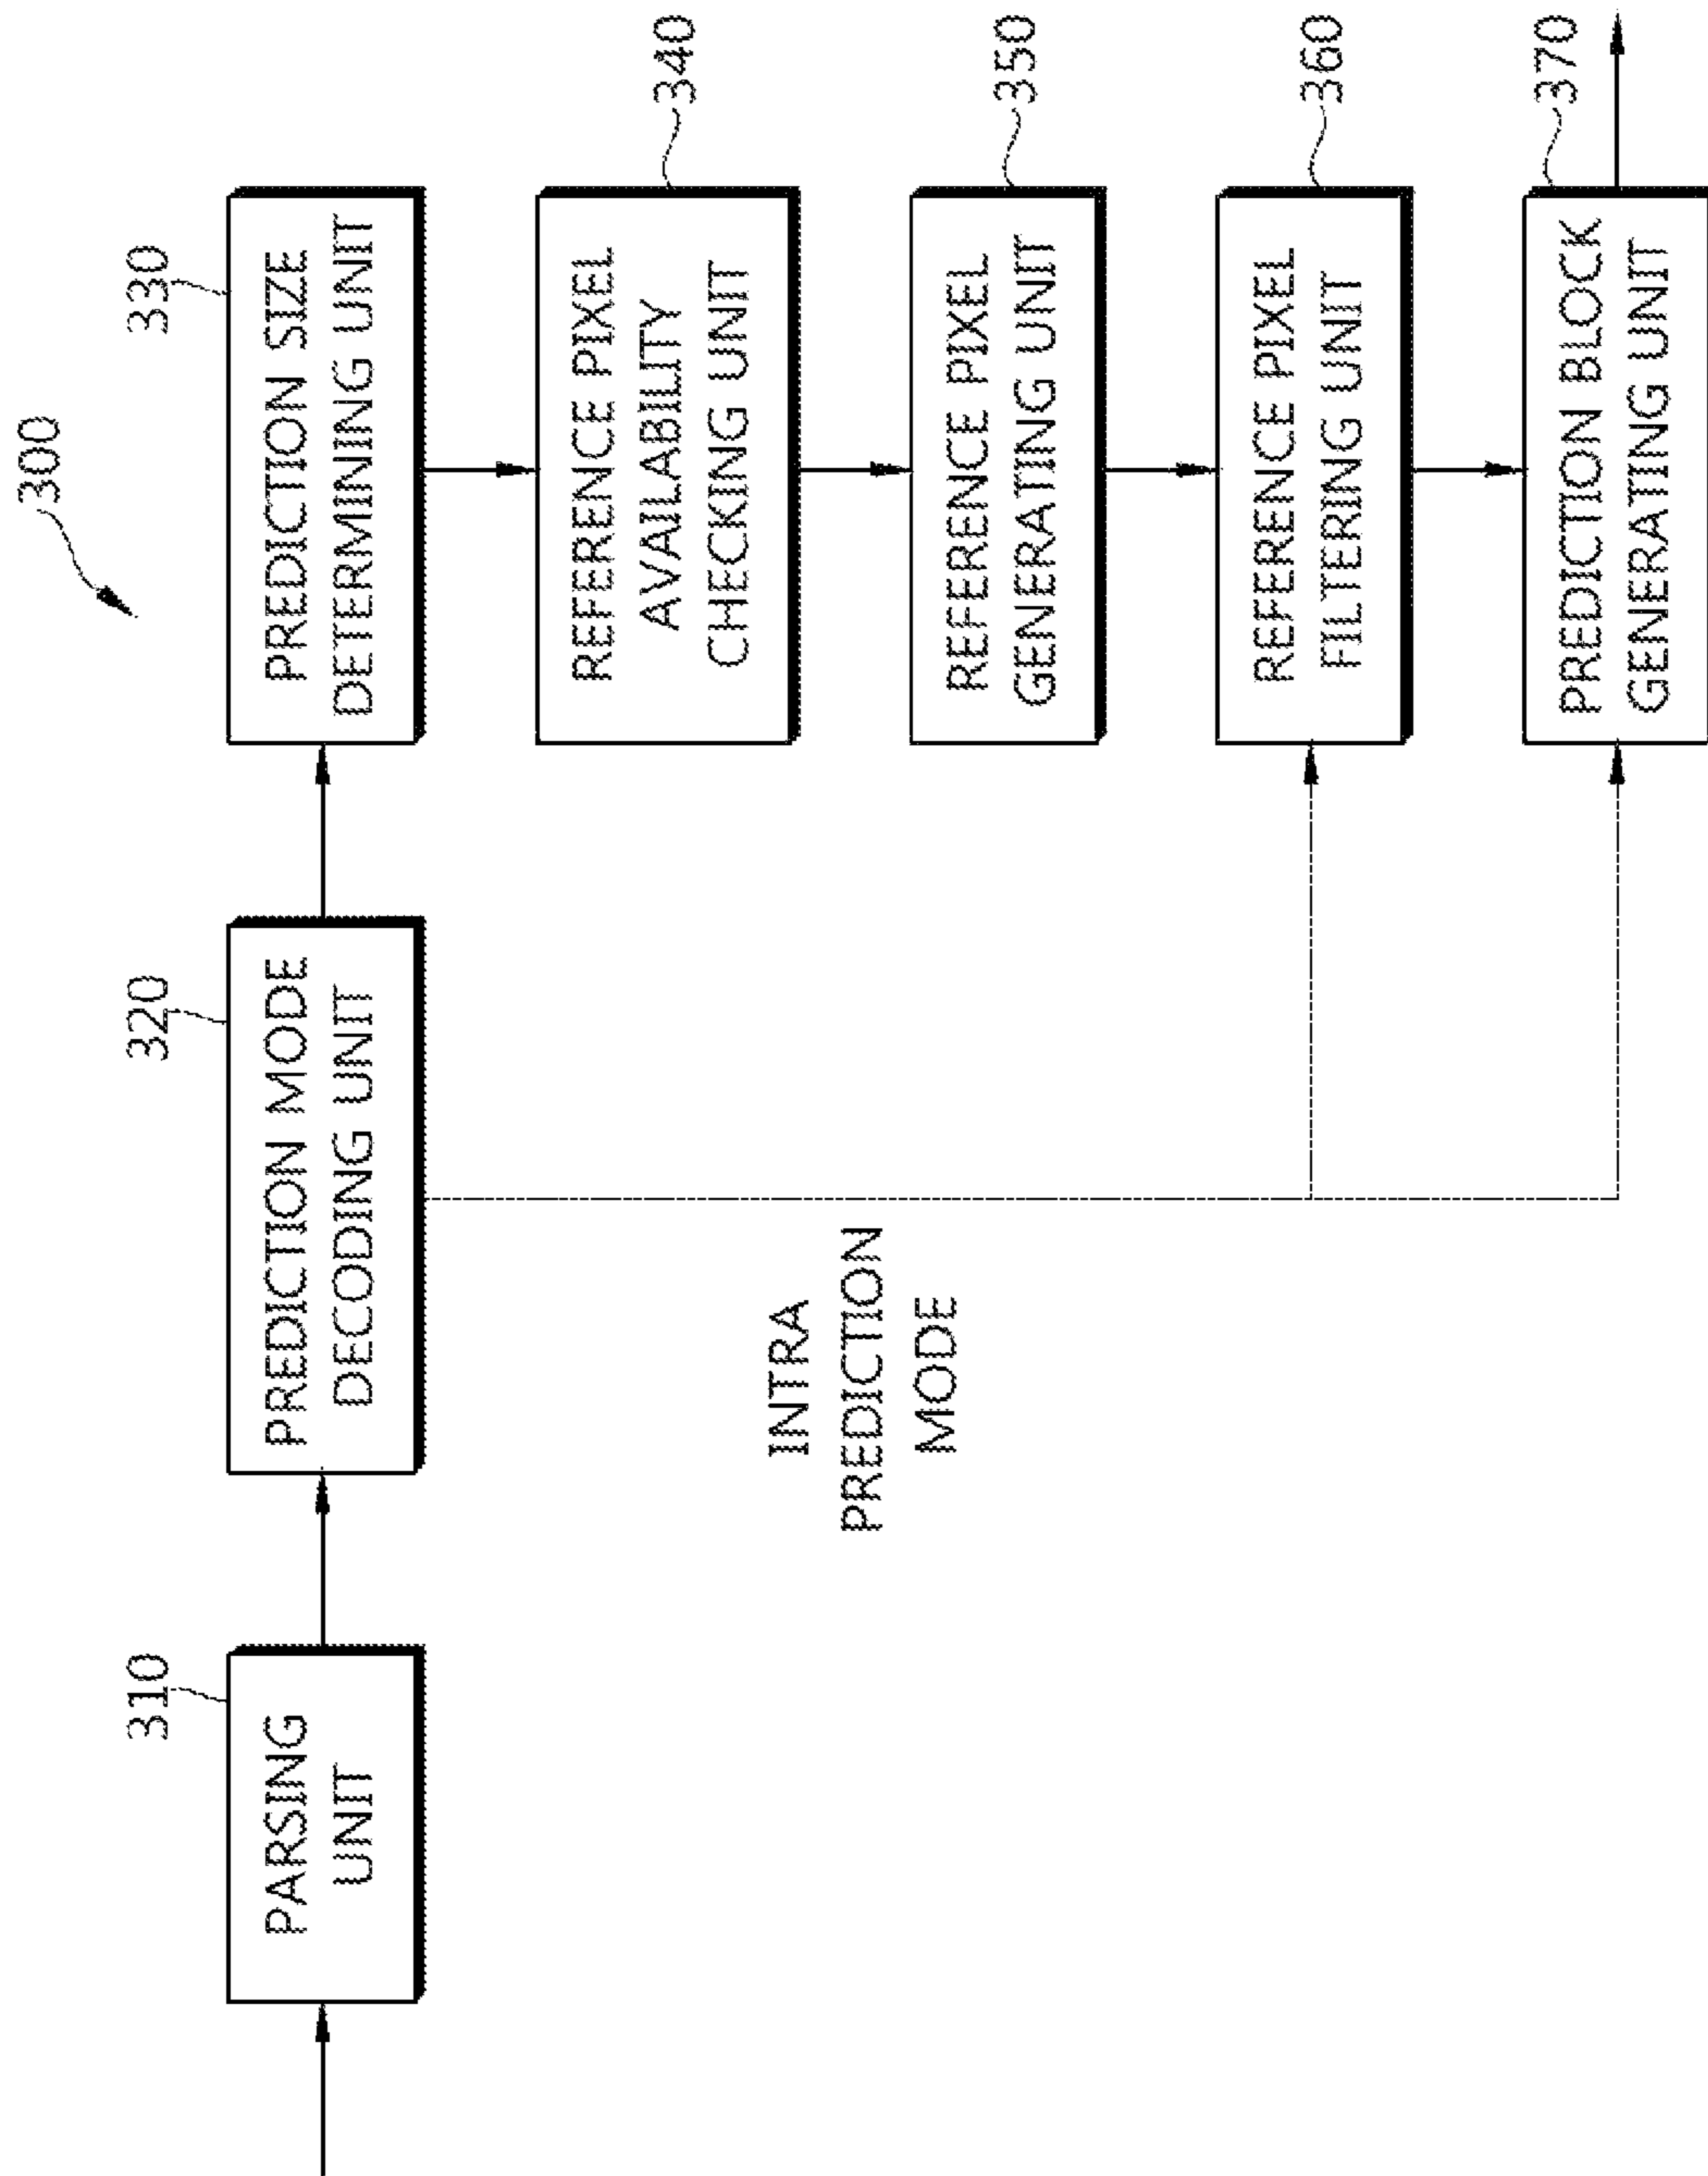 300
310
PARSING
UNIT
320
PREDICTION MODE
DECODING UNIT
330
PREDICTION SIZE
DETERMINING UNIT
REFERENCE PIXEL
AVAILABILITY
CHECKING UNIT
340
INTRA
PREDICTION
MODE
REFERENCE PIXEL
GENERATING UNIT
350
REFERENCE PIXEL
FILTERING UNIT
360
PREDICTION BLOCK
GENERATING UNIT
370